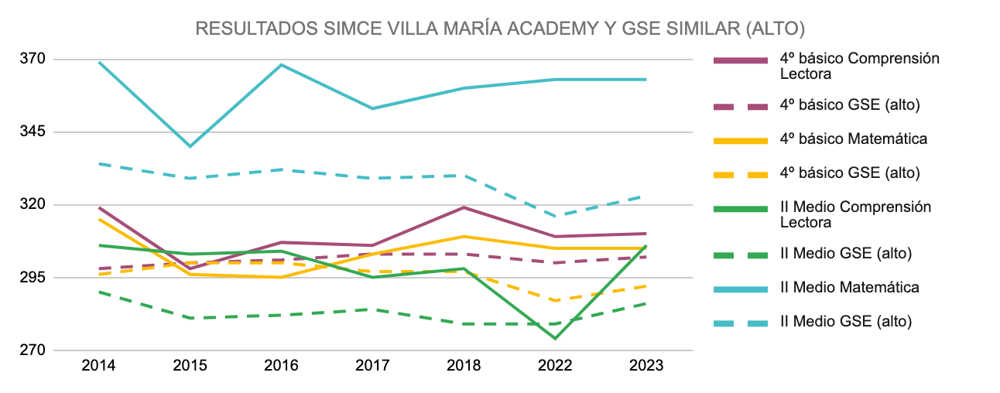 RESULTADOS SIMCE VILLA MARÍA ACADEMY Y GSE SIMILAR (ALTO)
370
345
320
295
270
2014 2015 2016 2017 2018 2022 2023
4º básico Comprensión
Lectora
4º básico GSE (alto)
4º básico Matemática
4º básico GSE (alto)
II Medio Comprensión
Lectora
II Medio GSE (alto)
II Medio Matemática
II Medio GSE (alto)